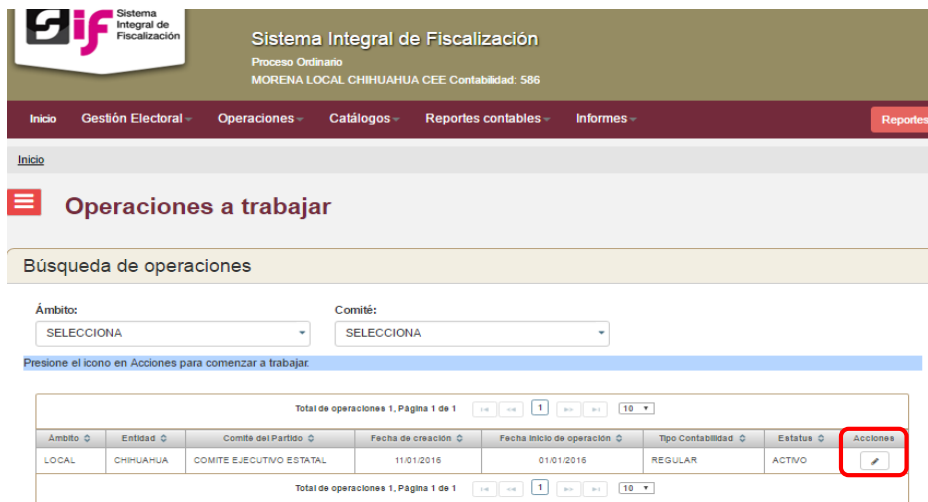 Sistema
Integral de
Fiscalización
sif
Sistema Integral de Fiscalización
Proceso Ordinario
MORENA LOCAL CHIHUAHUA CEE Contabilidad: 586
Inicio Gestión Electoral Operaciones Catálogos Reportes contables Informes Reportes
Inicio
Operaciones a trabajar
Búsqueda de operaciones
Ámbito: Comité:
SELECCIONA SELECCIONA
Presione el icono en Acciones para comenzar a trabajar.
Total de operaciones 1, Página 1 de 1 1 10
Ámbito Entidad Comité del Partido Fecha de creación Fecha inicio de operación Tipo Contabilidad Estatus Acciones
LOCAL CHIHUAHUA COMITE EJECUTIVO ESTATAL 11/01/2016 01/01/2016 REGULAR ACTIVO
Total de operaciones 1, Página 1 de 1 1 10